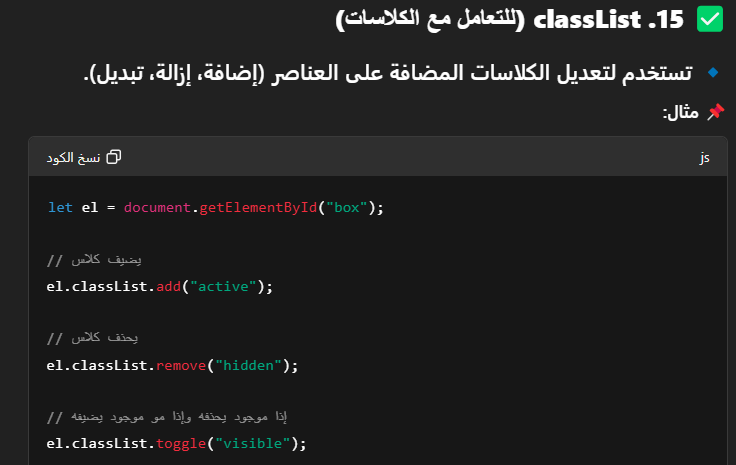 ✅ 15. classList (للتعامل مع الكلاسات)
🔹 تستخدم لتعديل الكلاسات المضافة على العناصر (إضافة، إزالة، تبديل).
📌 مثال:
js
نسخ الكود
let el = document.getElementById("box");
// يضيف كلاس
el.classList.add("active");
// يحذف كلاس
el.classList.remove("hidden");
// إذا موجود يحذفه وإذا مو موجود يضيفه
el.classList.toggle("visible");